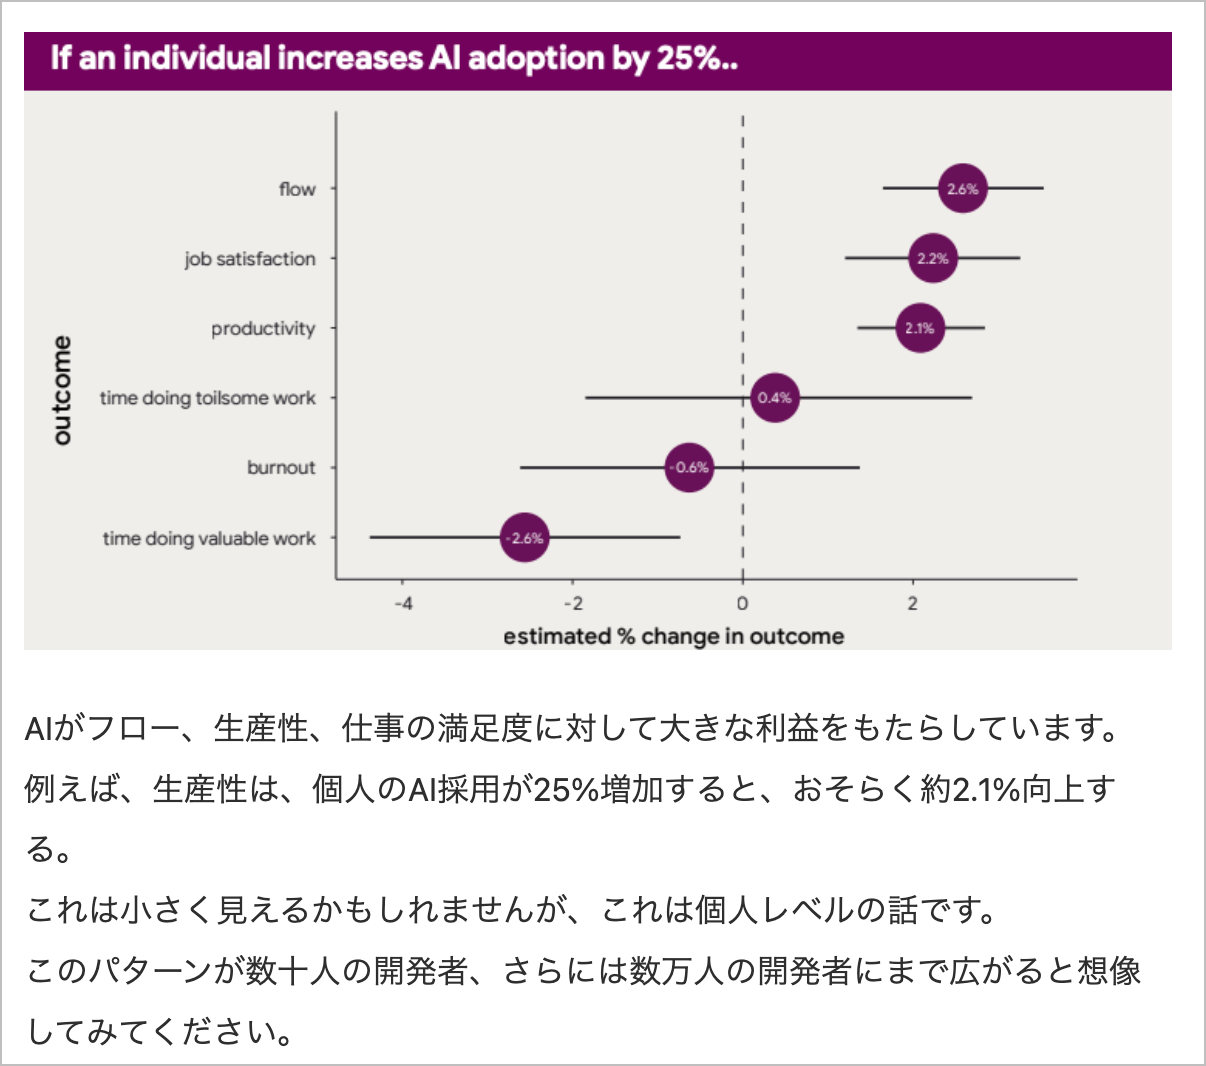 If an individual increases AI adoption by 25%..
outcome
flow
2.6%
job satisfaction
2.2%
productivity
2.1%
time doing toilsome work
0.4%
burnout
-0.6%
time doing valuable work
-2.6%
-4
-2
0
2
estimated % change in outcome
AIがフロー、生産性、仕事の満足度に対して大きな利益をもたらしています。
例えば、生産性は、個人のAI採用が25%増加すると、おそらく約2.1%向上す
る。
これは小さく見えるかもしれませんが、これは個人レベルの話です。
このパターンが数十人の開発者、さらには数万人の開発者にまで広がると想像
してみてください。